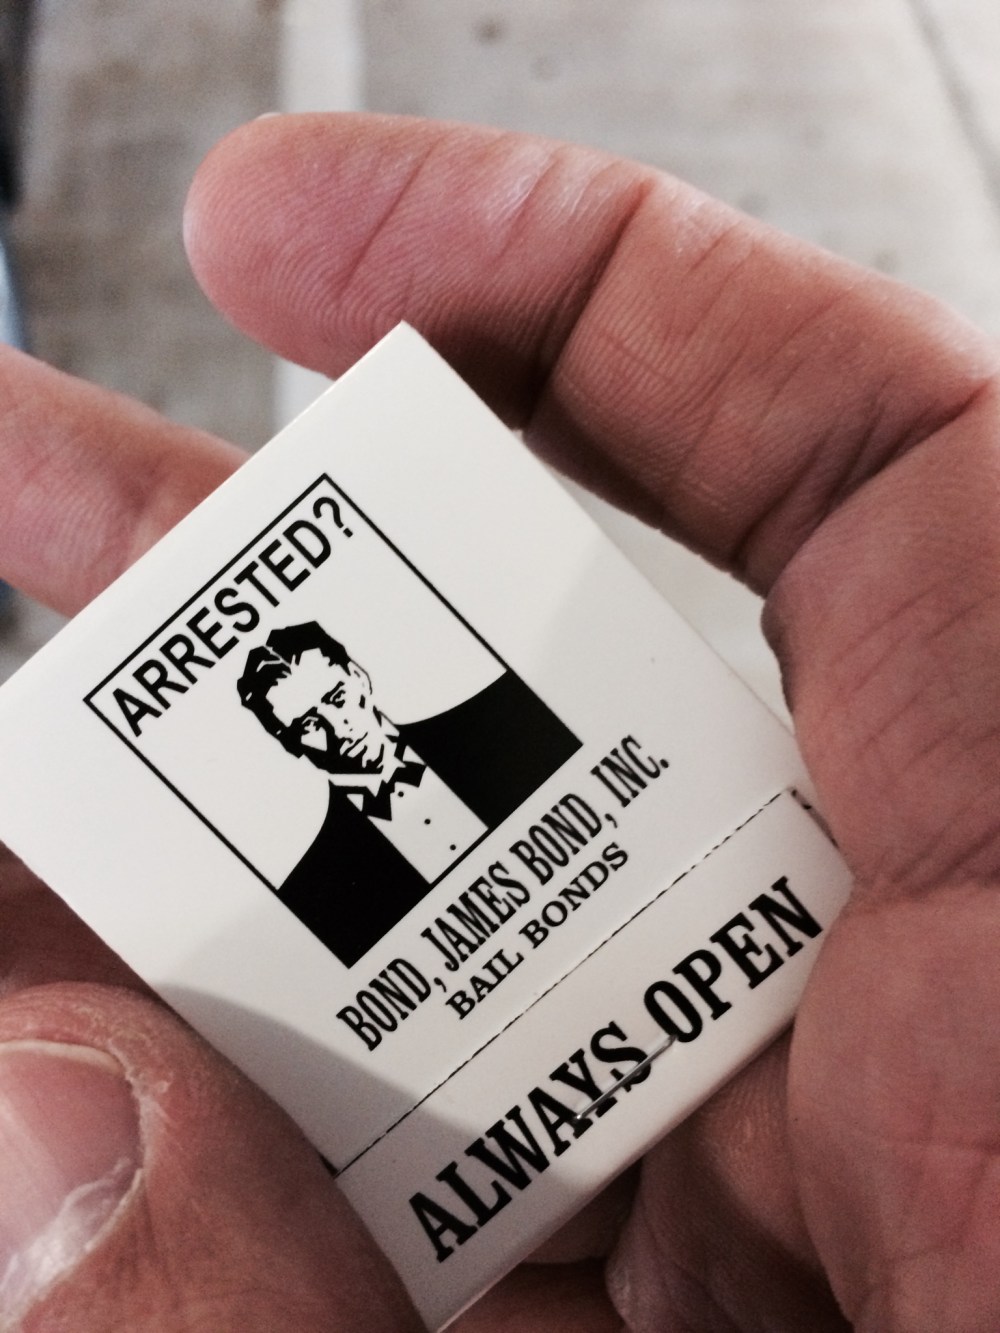 ARRESTED?
BOND, JAMES BOND, INC.
BAIL BONDS
ALWAYS OPEN